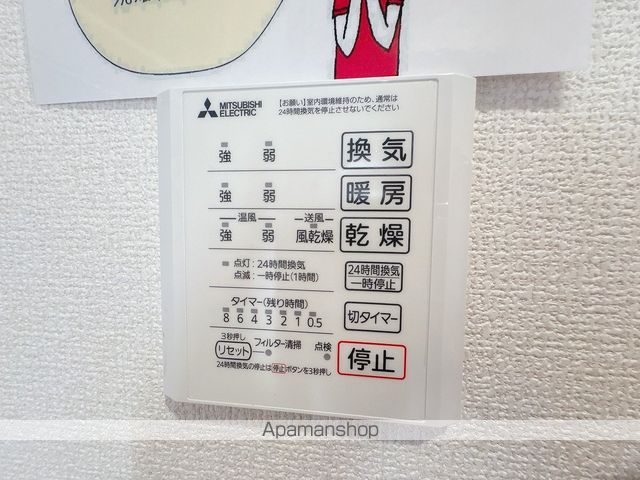 MITSUBISHI
ELECTRIC
【お願い】室内環境維持のため、通常は
24時間換気を停止させないでください
強 弱 換気
強 弱 暖房
温風 送風
強 弱 風乾燥 乾燥
点灯:24時間換気
点滅:一時停止(1時間)
24時間換気
一時停止
タイマー(残り時間)
8 6 4 3 2 1 0.5
切タイマー
3秒押し
リセット フィルター清掃 点検
停止
24時間換気の停止は停止ボタンを3秒押し
Apamanshop